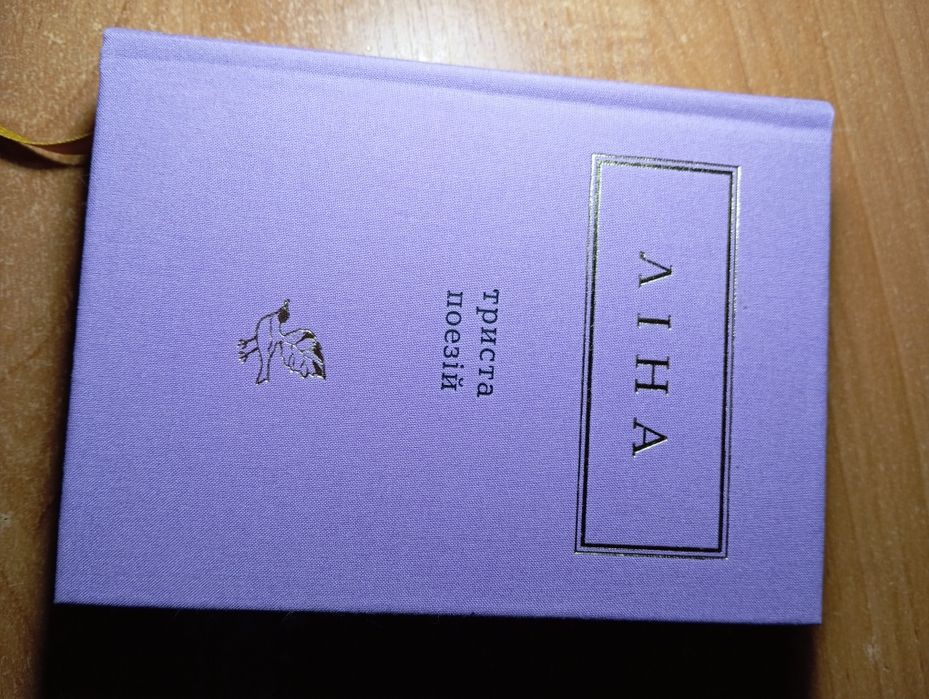 ЛІНА
триста
поезій